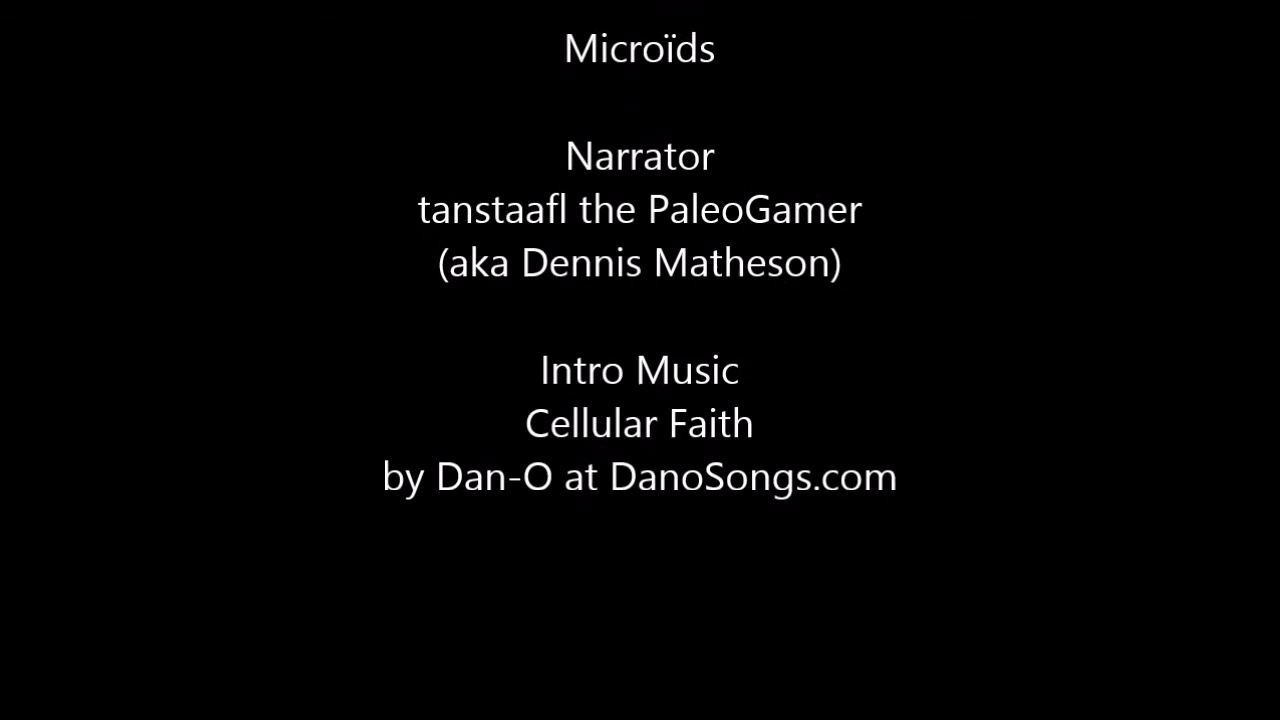 Microïds
Narrator
tanstaafl the PaleoGamer
(aka Dennis Matheson)
Intro Music
Cellular Faith
by Dan-O at DanoSongs.com